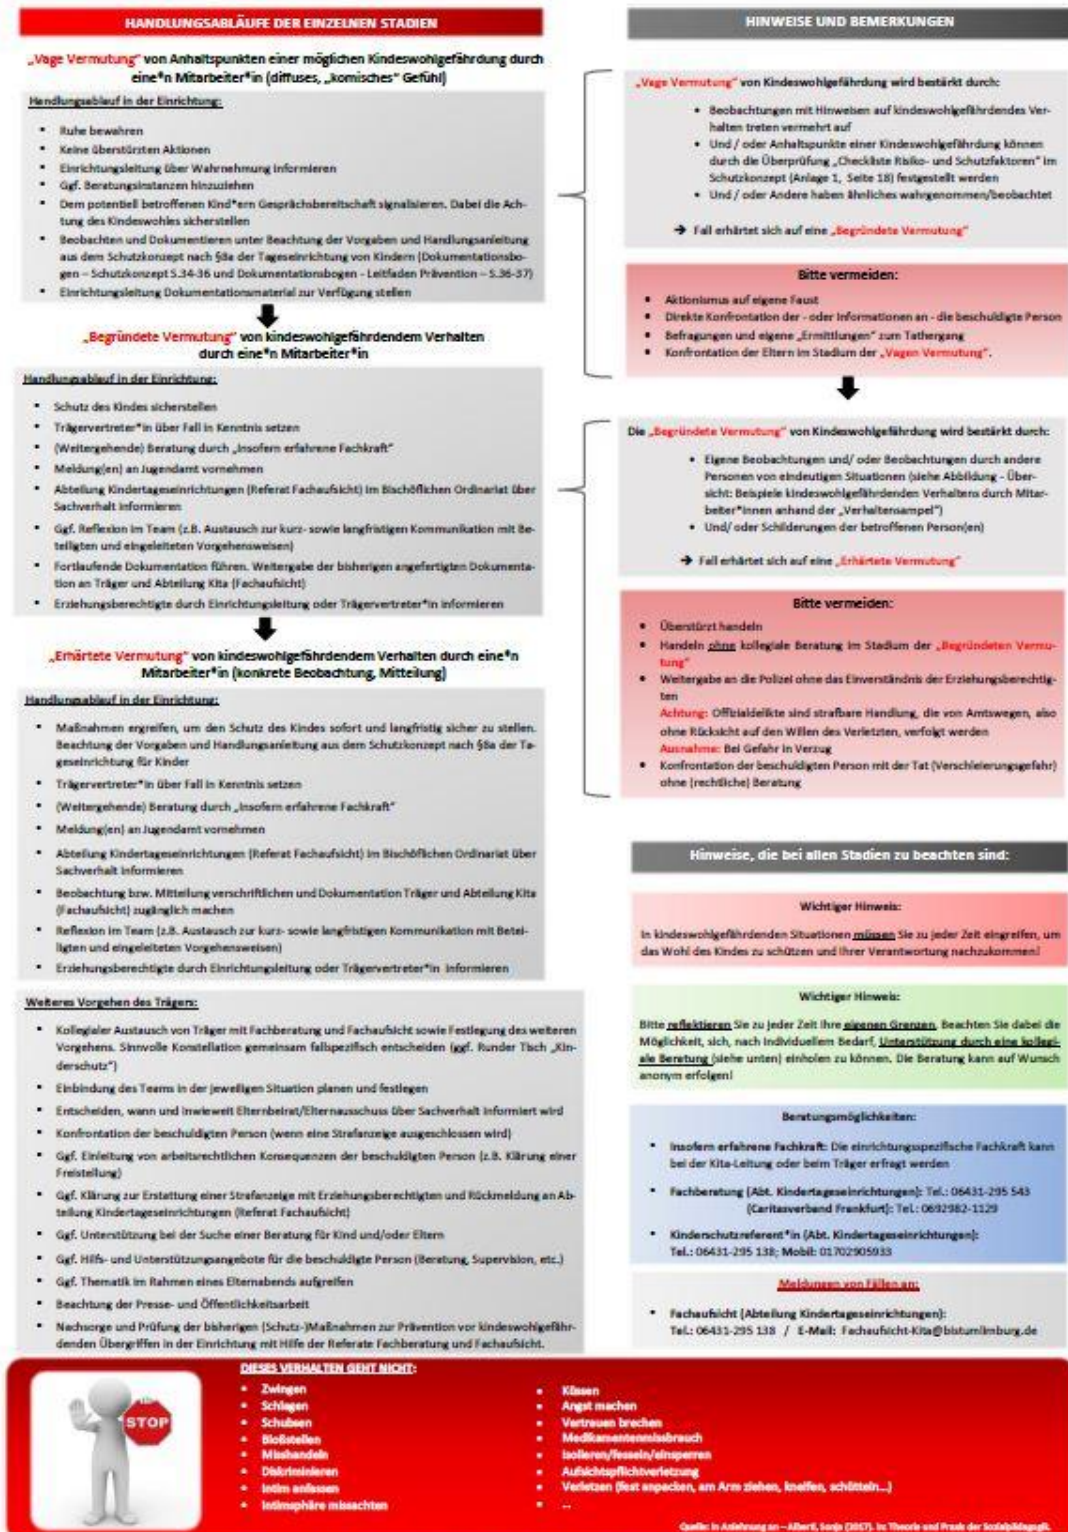 HANDLUNGSABLÄUFE DER EINZELNEN STADIEN
„Vage Vermutung“ von Anhaltspunkten einer möglichen Kindeswohlgefährdung durch
eine*n Mitarbeiter*in (diffuses, „komisches“ Gefühl)
Handlungsablauf in der Einrichtung:
▪ Ruhe bewahren
▪ Keine überstürzten Aktionen
▪ Einrichtungsleitung über Wahrnehmung informieren
▪ Ggf. Beratungsinstanzen hinzuziehen
▪ Dem potentiell betroffenen Kind*ern Gesprächsbereitschaft signalisieren. Dabei die Ach-
tung des Kindeswohles sicherstellen
▪ Beobachten und Dokumentieren unter Beachtung der Vorgaben und Handlungsanleitung
aus dem Schutzkonzept nach §8a der Tageseinrichtung von Kindern (Dokumentationsbo-
gen – Schutzkonzept S.34-36 und Dokumentationsbogen - Leitfaden Prävention – S.36-37)
▪ Einrichtungsleitung Dokumentationsmaterial zur Verfügung stellen
„Begründete Vermutung“ von kindeswohlgefährdendem Verhalten
durch eine*n Mitarbeiter*in
Handlungsablauf in der Einrichtung:
▪ Schutz des Kindes sicherstellen
▪ Trägervertreter*in über Fall in Kenntnis setzen
▪ (Weitergehende) Beratung durch „Insofern erfahrene Fachkraft“
▪ Meldung(en) an Jugendamt vornehmen
▪ Abteilung Kindertageseinrichtungen (Referat Fachaufsicht) im Bischöflichen Ordinariat über
Sachverhalt informieren
▪ Ggf. Reflexion im Team (z.B. Austausch zur kurz- sowie langfristigen Kommunikation mit Be-
teiligten und eingeleiteten Vorgehensweisen)
▪ Fortlaufende Dokumentation führen. Weitergabe der bisherigen angefertigten Dokumenta-
tion an Träger und Abteilung Kita (Fachaufsicht)
▪ Erziehungsberechtigte durch Einrichtungsleitung oder Trägervertreter*in informieren
„Erhärtete Vermutung“ von kindeswohlgefährdendem Verhalten durch eine*n
Mitarbeiter*in (konkrete Beobachtung, Mitteilung)
Handlungsablauf in der Einrichtung:
▪ Maßnahmen ergreifen, um den Schutz des Kindes sofort und langfristig sicher zu stellen.
Beachtung der Vorgaben und Handlungsanleitung aus dem Schutzkonzept nach §8a der Ta-
geseinrichtung für Kinder
▪ Trägervertreter*in über Fall in Kenntnis setzen
▪ (Weitergehende) Beratung durch „Insofern erfahrene Fachkraft“
▪ Meldung(en) an Jugendamt vornehmen
▪ Abteilung Kindertageseinrichtungen (Referat Fachaufsicht) im Bischöflichen Ordinariat über
Sachverhalt informieren
▪ Beobachtung bzw. Mitteilung verschriftlichen und Dokumentation Träger und Abteilung Kita
(Fachaufsicht) zugänglich machen
▪ Reflexion im Team (z.B. Austausch zur kurz- sowie langfristigen Kommunikation mit Betei-
ligten und eingeleiteten Vorgehensweisen)
▪ Erziehungsberechtigte durch Einrichtungsleitung oder Trägervertreter*in informieren
Weiteres Vorgehen des Trägers:
▪ Kollegialer Austausch von Träger mit Fachberatung und Fachaufsicht sowie Festlegung des weiteren
Vorgehens. Sinnvolle Konstellation gemeinsam fallspezifisch entscheiden (ggf. Runder Tisch „Kin-
derschutz“)
▪ Einbindung des Teams in der jeweiligen Situation planen und festlegen
▪ Entscheiden, wann und inwieweit Elternbeirat/Elternausschuss über Sachverhalt informiert wird
▪ Konfrontation der beschuldigten Person (wenn eine Strafanzeige ausgeschlossen wird)
▪ Ggf. Einleitung von arbeitsrechtlichen Konsequenzen der beschuldigten Person (z.B. Klärung einer
Freistellung)
▪ Ggf. Klärung zur Erstattung einer Strafanzeige mit Erziehungsberechtigten und Rückmeldung an Ab-
teilung Kindertageseinrichtungen (Referat Fachaufsicht)
▪ Ggf. Unterstützung bei der Suche einer Beratung für Kind und/oder Eltern
▪ Ggf. Hilfs- und Unterstützungsangebote für die beschuldigte Person (Beratung, Supervision, etc.)
▪ Ggf. Thematik im Rahmen eines Elternabends aufgreifen
▪ Beachtung der Presse- und Öffentlichkeitsarbeit
▪ Nachsorge und Prüfung der bisherigen (Schutz-)Maßnahmen zur Prävention vor kindeswohlgefähr-
denden Übergriffen in der Einrichtung mit Hilfe der Referate Fachberatung und Fachaufsicht.
HINWEISE UND BEMERKUNGEN
„Vage Vermutung“ von Kindeswohlgefährdung wird bestärkt durch:
• Beobachtungen mit Hinweisen auf kindeswohlgefährdendes Ver-
halten treten vermehrt auf
• Und / oder Anhaltspunkte einer Kindeswohlgefährdung können
durch die Überprüfung „Checkliste Risiko- und Schutzfaktoren“ im
Schutzkonzept (Anlage 1, Seite 18) festgestellt werden
• Und / oder Andere haben ähnliches wahrgenommen/beobachtet
➔ Fall erhärtet sich auf eine „Begründete Vermutung“
Bitte vermeiden:
• Aktionismus auf eigene Faust
• Direkte Konfrontation der - oder Informationen an - die beschuldigte Person
• Befragungen und eigene „Ermittlungen“ zum Tathergang
• Konfrontation der Eltern im Stadium der „Vagen Vermutung“.
Die „Begründete Vermutung“ von Kindeswohlgefährdung wird bestärkt durch:
• Eigene Beobachtungen und/ oder Beobachtungen durch andere
Personen von eindeutigen Situationen (siehe Abbildung - Über-
sicht: Beispiele kindeswohlgefährdenden Verhaltens durch Mitar-
beiter*innen anhand der „Verhaltensampel“)
• Und/ oder Schilderungen der betroffenen Person(en)
➔ Fall erhärtet sich auf eine „Erhärtete Vermutung“
Bitte vermeiden:
• Überstürzt handeln
• Handeln ohne kollegiale Beratung im Stadium der „Begründeten Vermu-
tung“
• Weitergabe an die Polizei ohne das Einverständnis der Erziehungsberechtig-
ten
Achtung: Offizialdelikte sind strafbare Handlung, die von Amtswegen, also
ohne Rücksicht auf den Willen des Verletzten, verfolgt werden
Ausnahme: Bei Gefahr in Verzug
• Konfrontation der beschuldigten Person mit der Tat (Verschleierungsgefahr)
ohne (rechtliche) Beratung
Hinweise, die bei allen Stadien zu beachten sind:
Wichtiger Hinweis:
In kindeswohlgefährdenden Situationen müssen Sie zu jeder Zeit eingreifen, um
das Wohl des Kindes zu schützen und Ihrer Verantwortung nachzukommen!
Wichtiger Hinweis:
Bitte reflektieren Sie zu jeder Zeit Ihre eigenen Grenzen. Beachten Sie dabei die
Möglichkeit, sich, nach individuellem Bedarf, Unterstützung durch eine kollegi-
ale Beratung (siehe unten) einholen zu können. Die Beratung kann auf Wunsch
anonym erfolgen!
Beratungsmöglichkeiten:
▪ Insofern erfahrene Fachkraft: Die einrichtungsspezifische Fachkraft kann
bei der Kita-Leitung oder beim Träger erfragt werden
▪ Fachberatung (Abt. Kindertageseinrichtungen): Tel.: 06431-295 543
(Caritasverband Frankfurt): Tel.: 0692982-1129
▪ Kinderschutzreferent*in (Abt. Kindertageseinrichtungen):
Tel.: 06431-295 138; Mobil: 01702905933
Meldungen von Fällen an:
▪ Fachaufsicht (Abteilung Kindertageseinrichtungen):
Tel.: 06431-295 138 / E-Mail: Fachaufsicht-Kita@bistumlimburg.de
STOP
DIESES VERHALTEN GEHT NICHT:
• Zwingen
• Schlagen
• Schubsen
• Bloßstellen
• Misshandeln
• Diskriminieren
• Intim anfassen
• Intimsphäre missachten
• Küssen
• Angst machen
• Vertrauen brechen
• Medikamentenmissbrauch
• Isolieren/fesseln/einsperren
• Aufsichtspflichtverletzung
• Verletzen (fest anpacken, am Arm ziehen, kneifen, schütteln...)
• ...
Quelle: In Anlehnung an – Alberti, Sonja (2017). In: Theorie und Praxis der Sozialpädagogik.